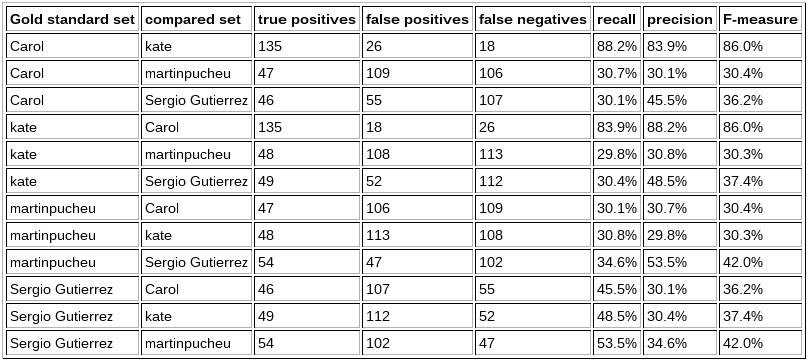 Gold standard set compared set true positives false positives false negatives recall precision F-measure
Carol kate 135 26 18 88.2% 83.9% 86.0%
Carol martinpucheu 47 109 106 30.7% 30.1% 30.4%
Carol Sergio Gutierrez 46 55 107 30.1% 45.5% 36.2%
kate Carol 135 18 26 83.9% 88.2% 86.0%
kate martinpucheu 48 108 113 29.8% 30.8% 30.3%
kate Sergio Gutierrez 49 52 112 30.4% 48.5% 37.4%
martinpucheu Carol 47 106 109 30.1% 30.7% 30.4%
martinpucheu kate 48 113 108 30.8% 29.8% 30.3%
martinpucheu Sergio Gutierrez 54 47 102 34.6% 53.5% 42.0%
Sergio Gutierrez Carol 46 107 55 45.5% 30.1% 36.2%
Sergio Gutierrez kate 49 112 52 48.5% 30.4% 37.4%
Sergio Gutierrez martinpucheu 54 102 47 53.5% 34.6% 42.0%